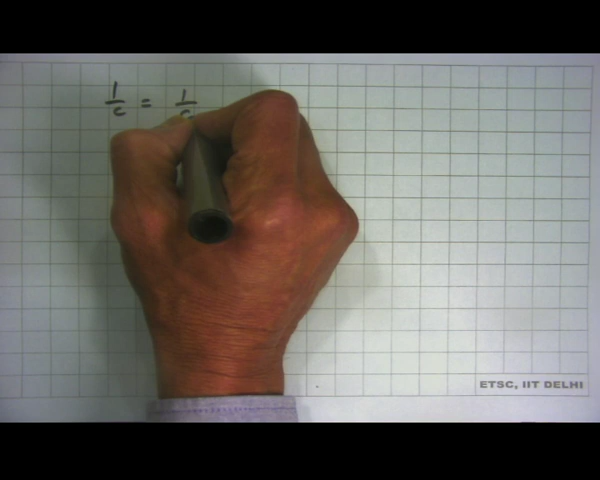 1/c = 1/c
ETSC, IIT DELHI